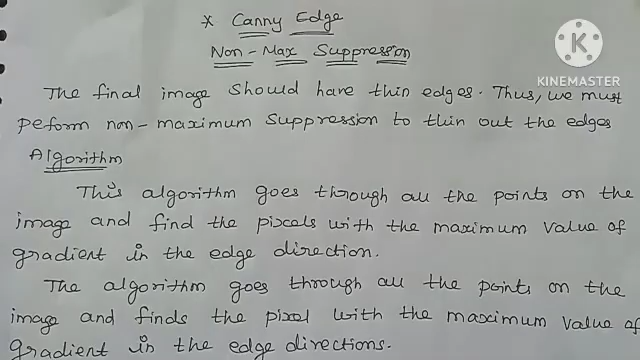 * Canny Edge
Non-Max Suppression
K
KINEMASTER
The final image should have thin edges. Thus, we must
peform non-maximum suppression to thin out the edges
Algorithm
This algorithm goes through all the points on the
image and find the pixels with the maximum value of
gradient in the edge direction.
The algorithm goes through all the points on the
image and finds the pixel with the maximum value of
gradient in the edge directions.